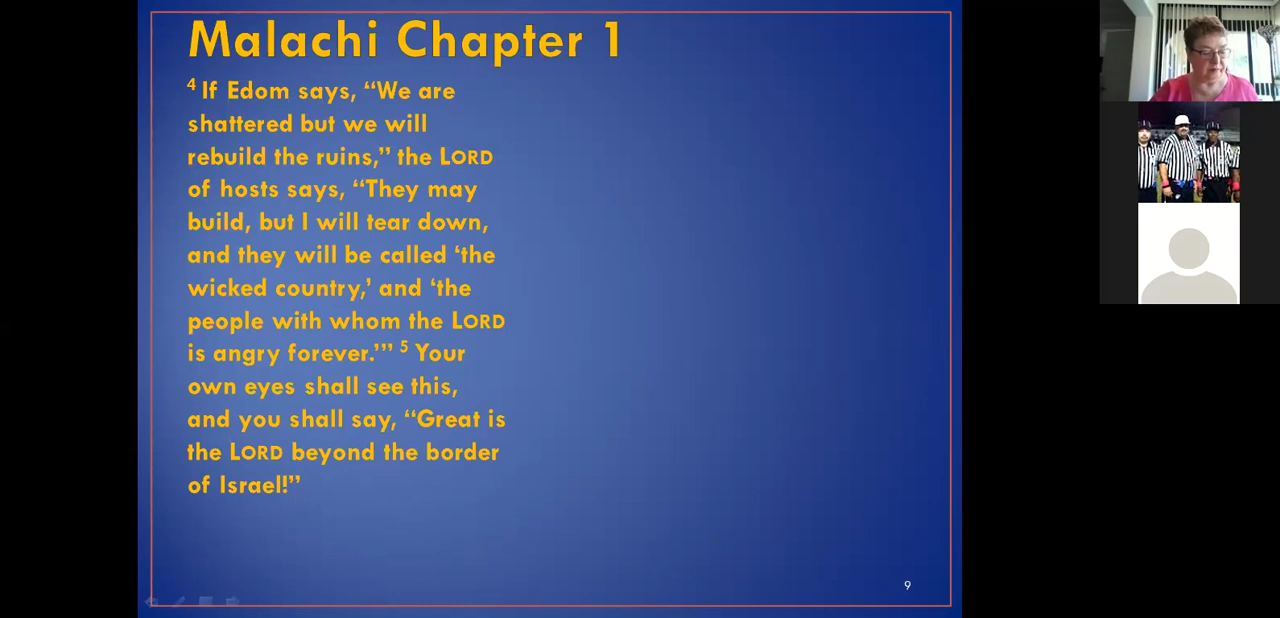 Malachi Chapter 1
4 If Edom says, “We are
shattered but we will
rebuild the ruins,” the LORD
of hosts says, “They may
build, but I will tear down,
and they will be called ‘the
wicked country,’ and ‘the
people with whom the LORD
is angry forever.’” 5 Your
own eyes shall see this,
and you shall say, “Great is
the LORD beyond the border
of Israel!”
9